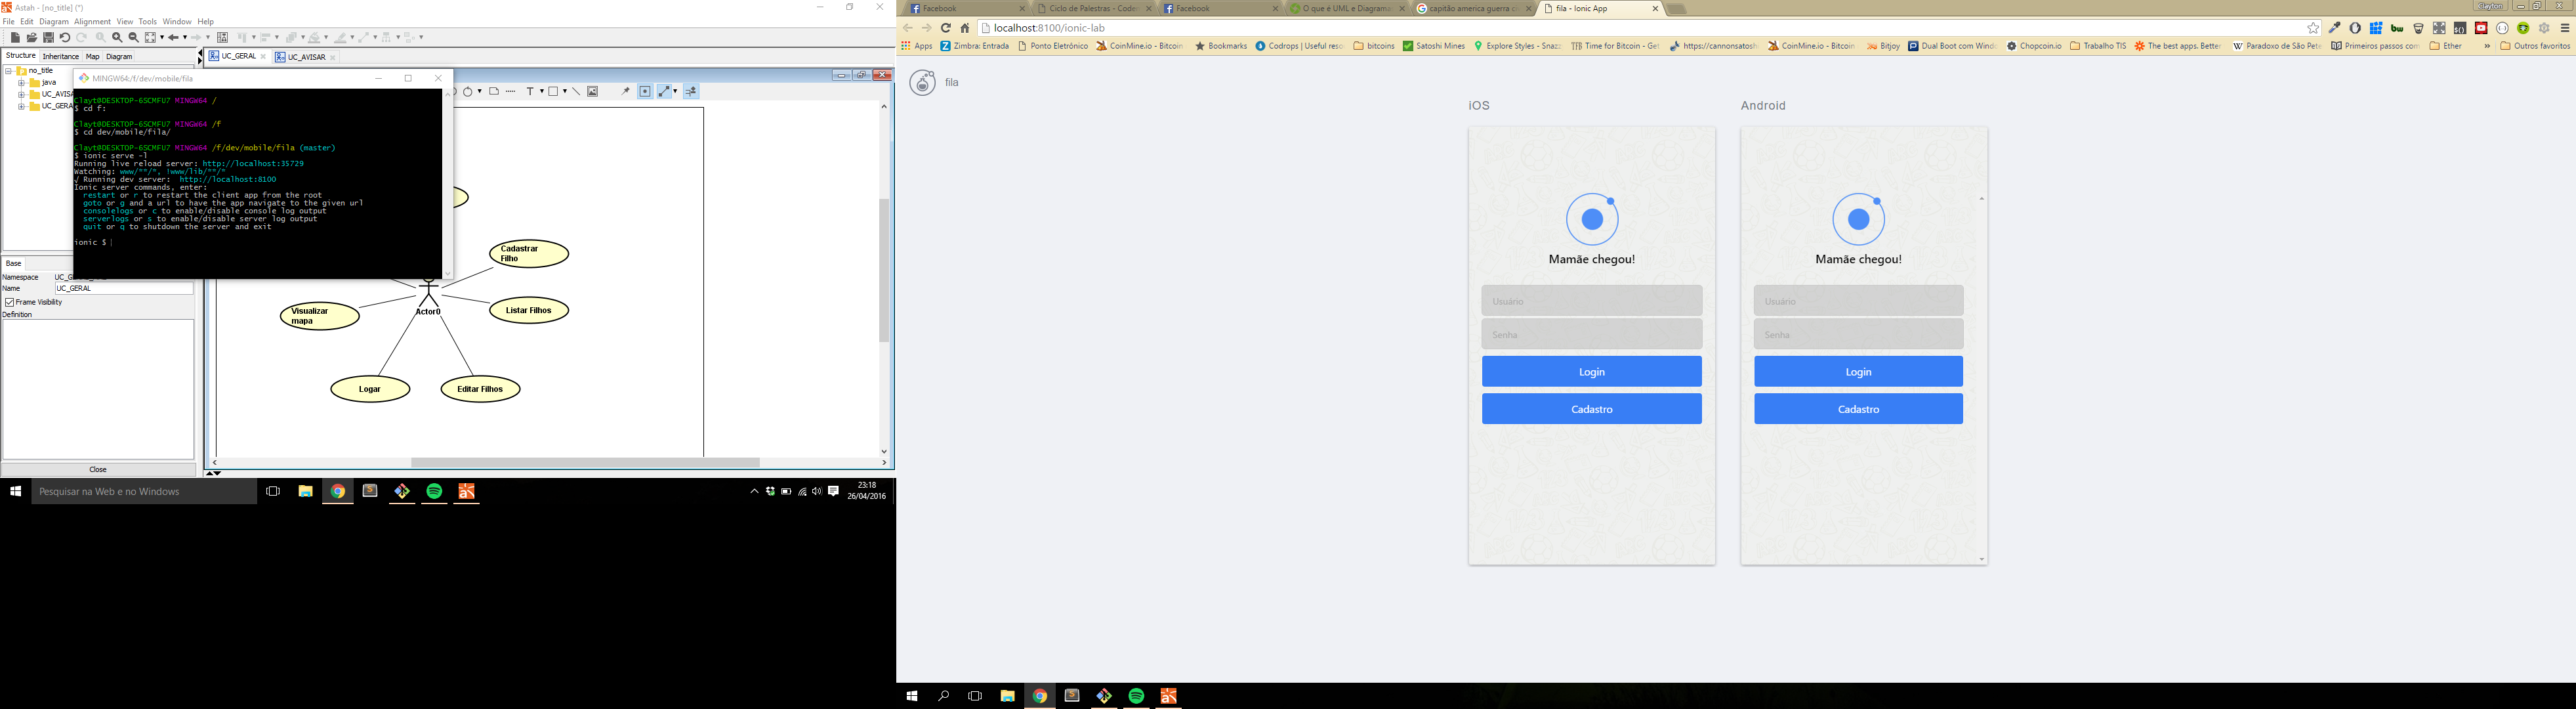 Astah - [no_title] (*)
File Edit Diagram Alignment View Tools Window Help
Structure Inheritance Map Diagram
no_title
java
UC_AVISA
UC_GERA
UC_GERAL
UC_AVISAR
MINGW64:/f/dev/mobile/fila
Clayt@DESKTOP-6SCMFU7 MINGW64 /
$ cd f:
Clayt@DESKTOP-6SCMFU7 MINGW64 /f
$ cd dev/mobile/fila/
Clayt@DESKTOP-6SCMFU7 MINGW64 /f/dev/mobile/fila (master)
$ ionic serve -l
Running live reload server: http://localhost:35729
Watching: www/**/*, !www/lib/**/*
√ Running dev server:  http://localhost:8100
Ionic server commands, enter:
restart or r to restart the client app from the root
goto or g and a url to have the app navigate to the given url
consolelogs or c to enable/disable console log output
serverlogs or s to enable/disable server log output
quit or q to shutdown the server and exit
ionic $
Base
Namespace
Name UC_GERAL
Frame Visibility
Definition
Close
Cadastrar
Filho
Listar Filhos
Visualizar
mapa
Actor0
Logar
Editar Filhos
Pesquisar na Web e no Windows
23:18
26/04/2016
Facebook
Ciclo de Palestras - Coden
Facebook
O que é UML e Diagrama
capitão america guerra ci
fila - Ionic App
Clayton
localhost:8100/ionic-lab
Apps
Zimbra: Entrada
Ponto Eletrônico
CoinMine.io - Bitcoin
Bookmarks
Codrops | Useful reso
bitcoins
Satoshi Mines
Explore Styles - Snazz
Time for Bitcoin - Get
https://cannonsatosh
CoinMine.io - Bitcoin
Bitjoy
Dual Boot com Windo
Chopcoin.io
Trabalho TIS
The best apps. Better
Paradoxo de São Pete
Primeiros passos com
Ether
»
Outros favoritos
fila
iOS
Mamãe chegou!
Usuário
Senha
Login
Cadastro
Android
Mamãe chegou!
Usuário
Senha
Login
Cadastro